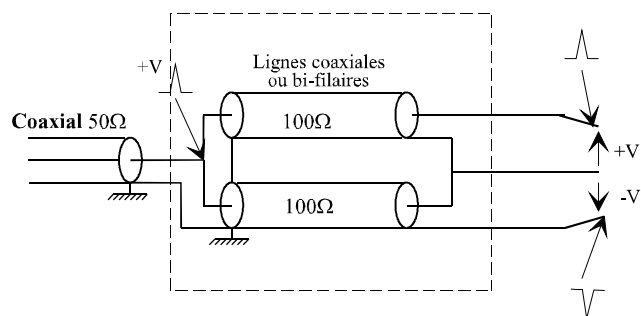 +V
Lignes coaxiales
ou bi-filaires
Coaxial 50Ω
100Ω
+V
100Ω
-V